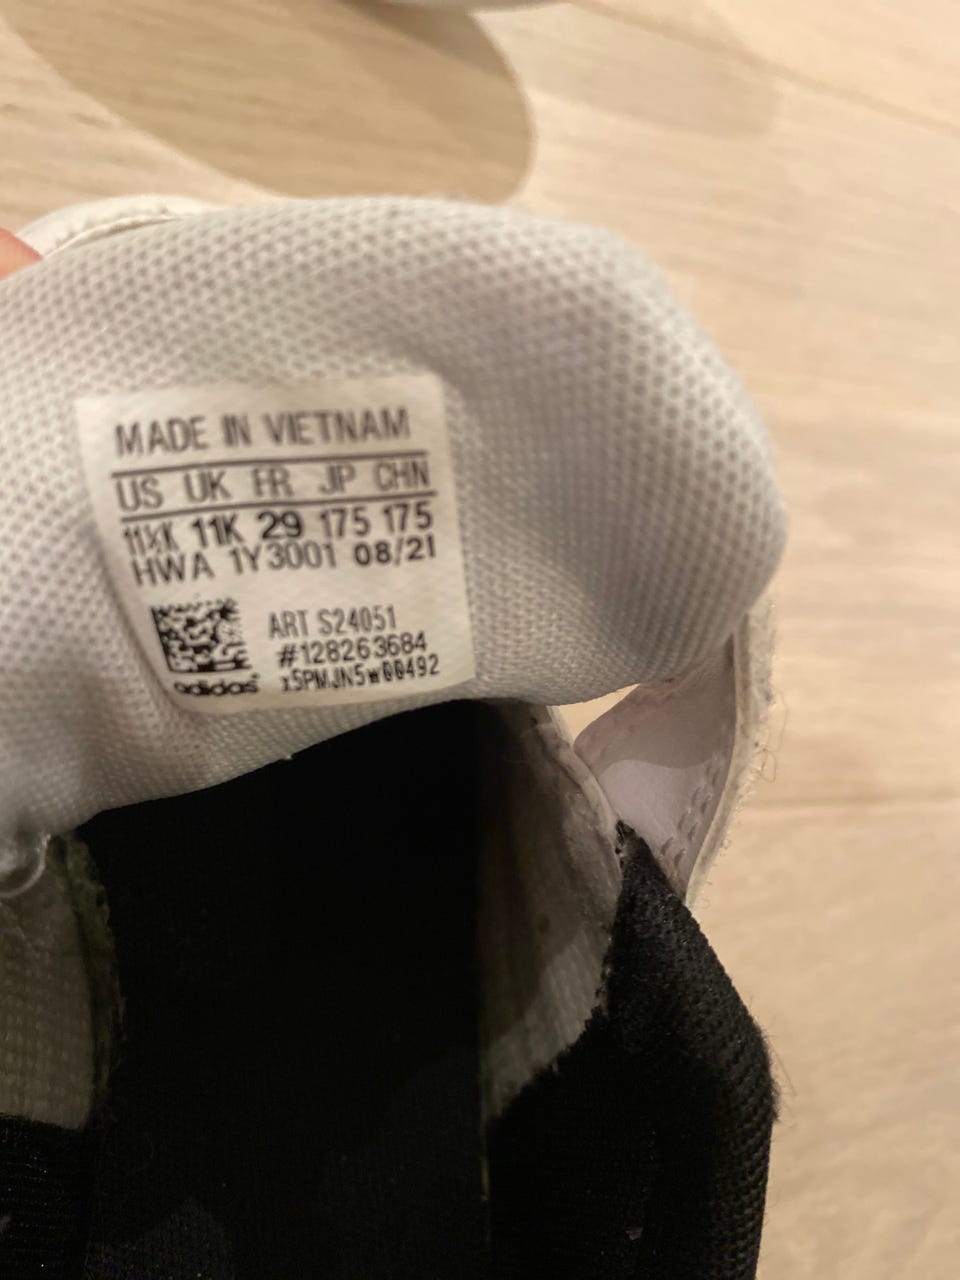 MADE IN VIETNAM
US UK FR JP CHN
11½K 11K 29 175 175
HWA 1Y3001 08/21
ART S24051
#128263684
x5PMJN5w00492
adidas